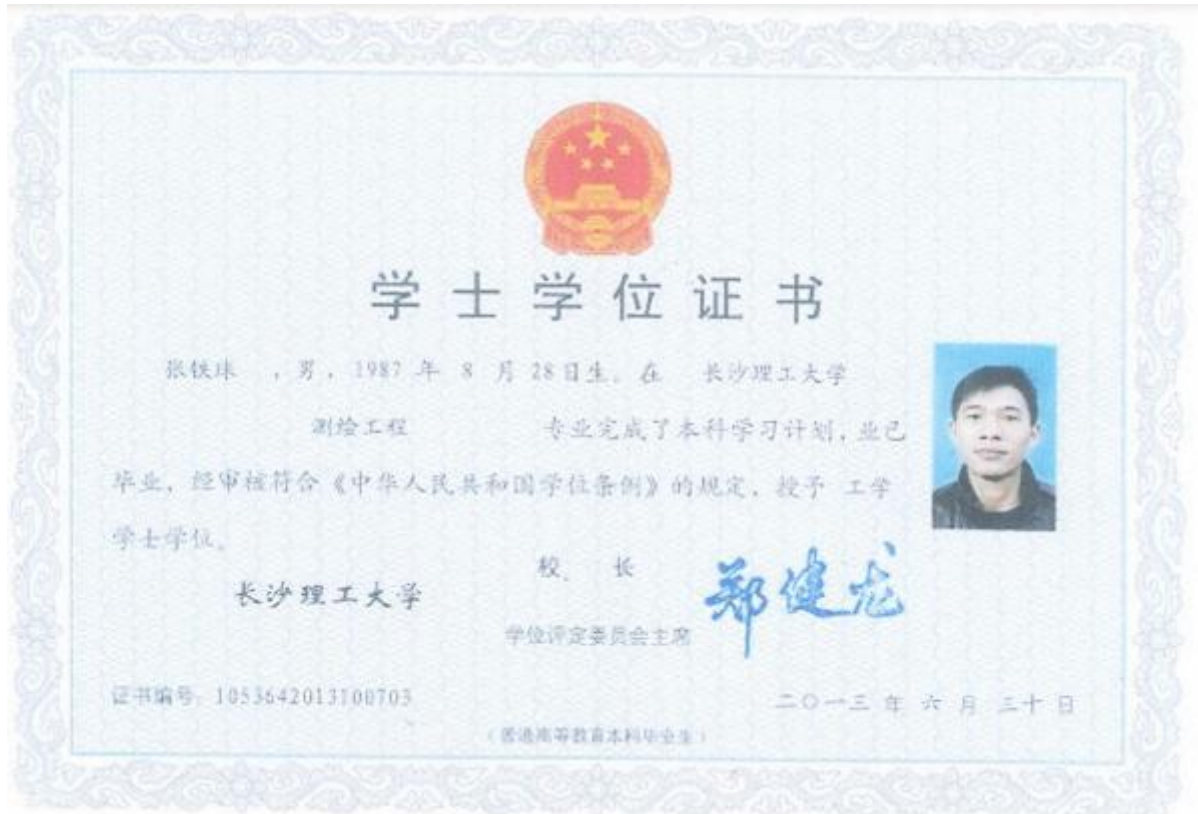 学士学位证书
张铁球 ,男,1987 年 8 月 28日生。在 长沙理工大学
测绘工程 专业完成了本科学习计划,业已
毕业,经审核符合《中华人民共和国学位条例》的规定,授予 工学
学士学位。
长沙理工大学
校 长
郑健龙
学位评定委员会主席
证书编号:1053642013100703
二〇一三 年 六 月 三十 日
(普通高等教育本科毕业生)